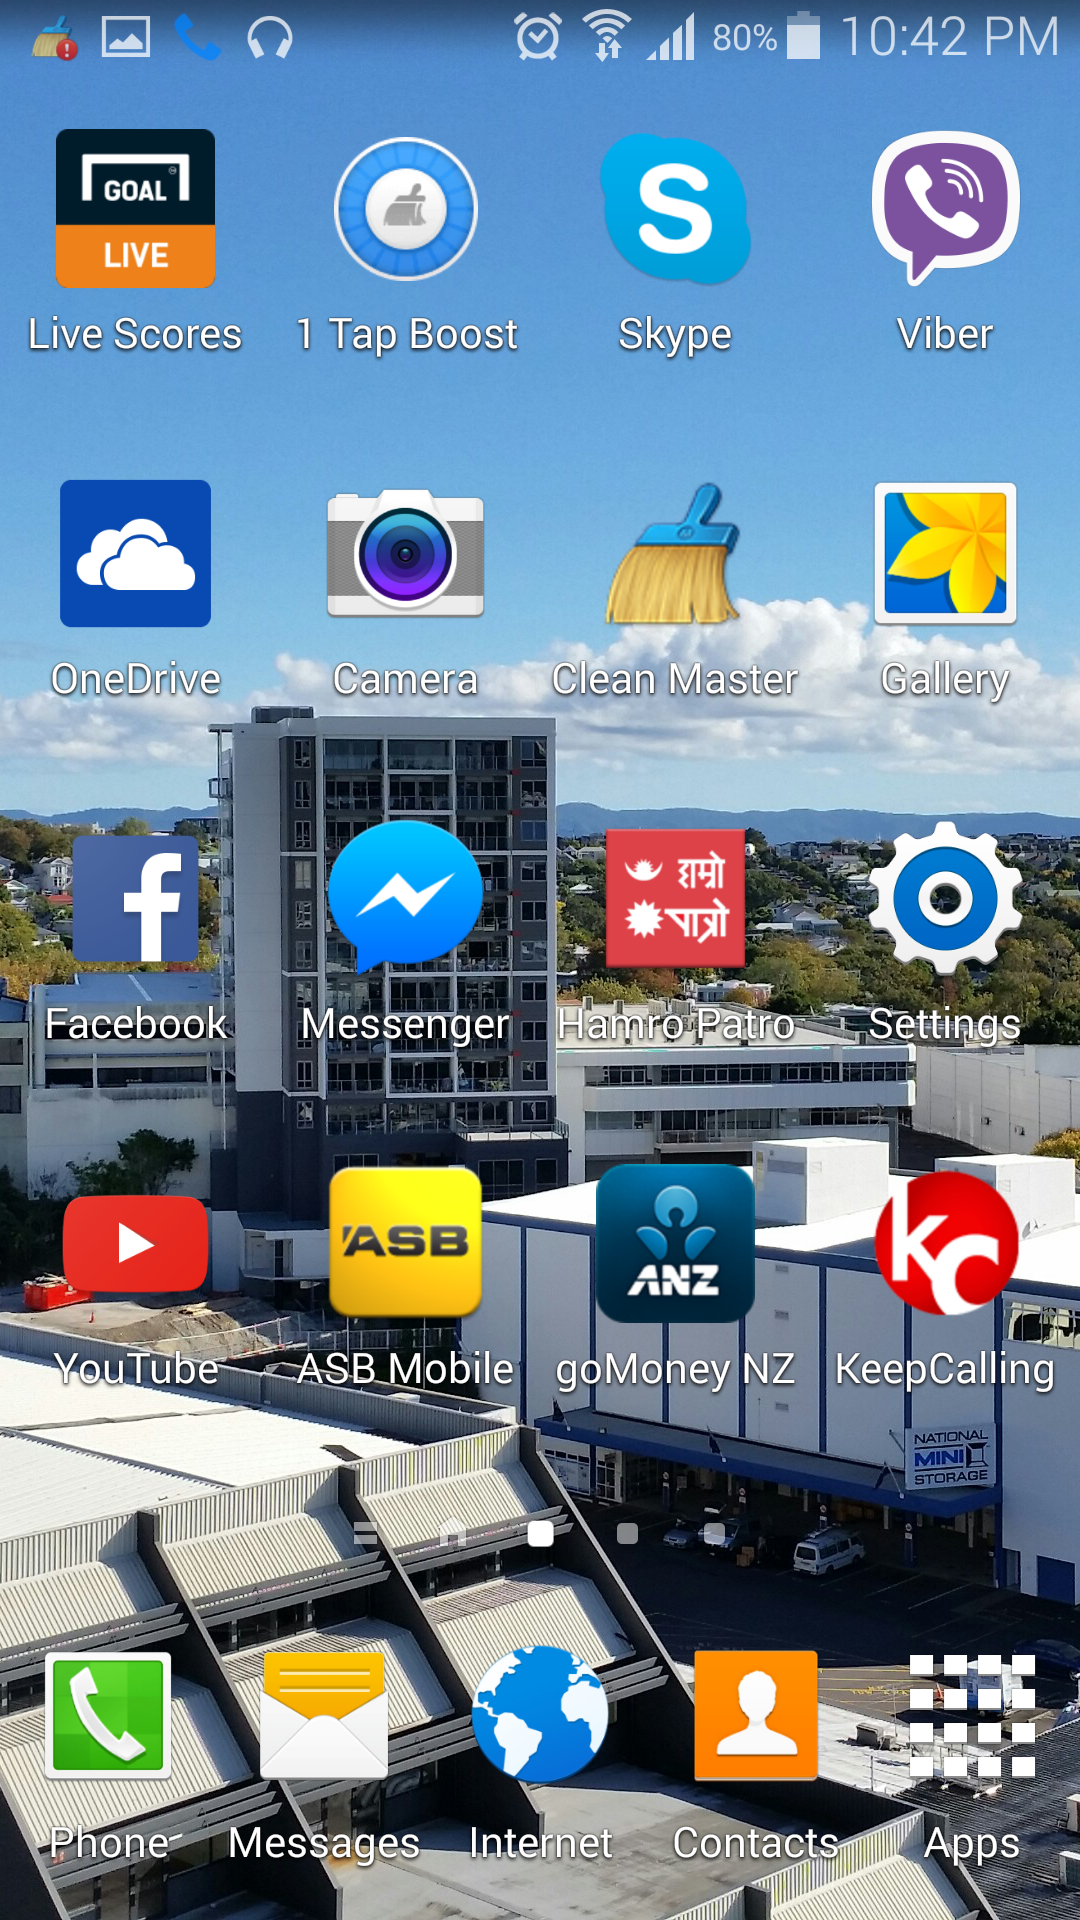 80% 10:42 PM
GOAL
LIVE
S
Live Scores 1 Tap Boost Skype Viber
OneDrive Camera Clean Master Gallery
f
हाम्रो
पात्रो
Facebook Messenger Hamro Patro Settings
ASB
ANZ
KC
YouTube ASB Mobile goMoney NZ KeepCalling
NATIONAL
MINI
STORAGE
Phone Messages Internet Contacts Apps